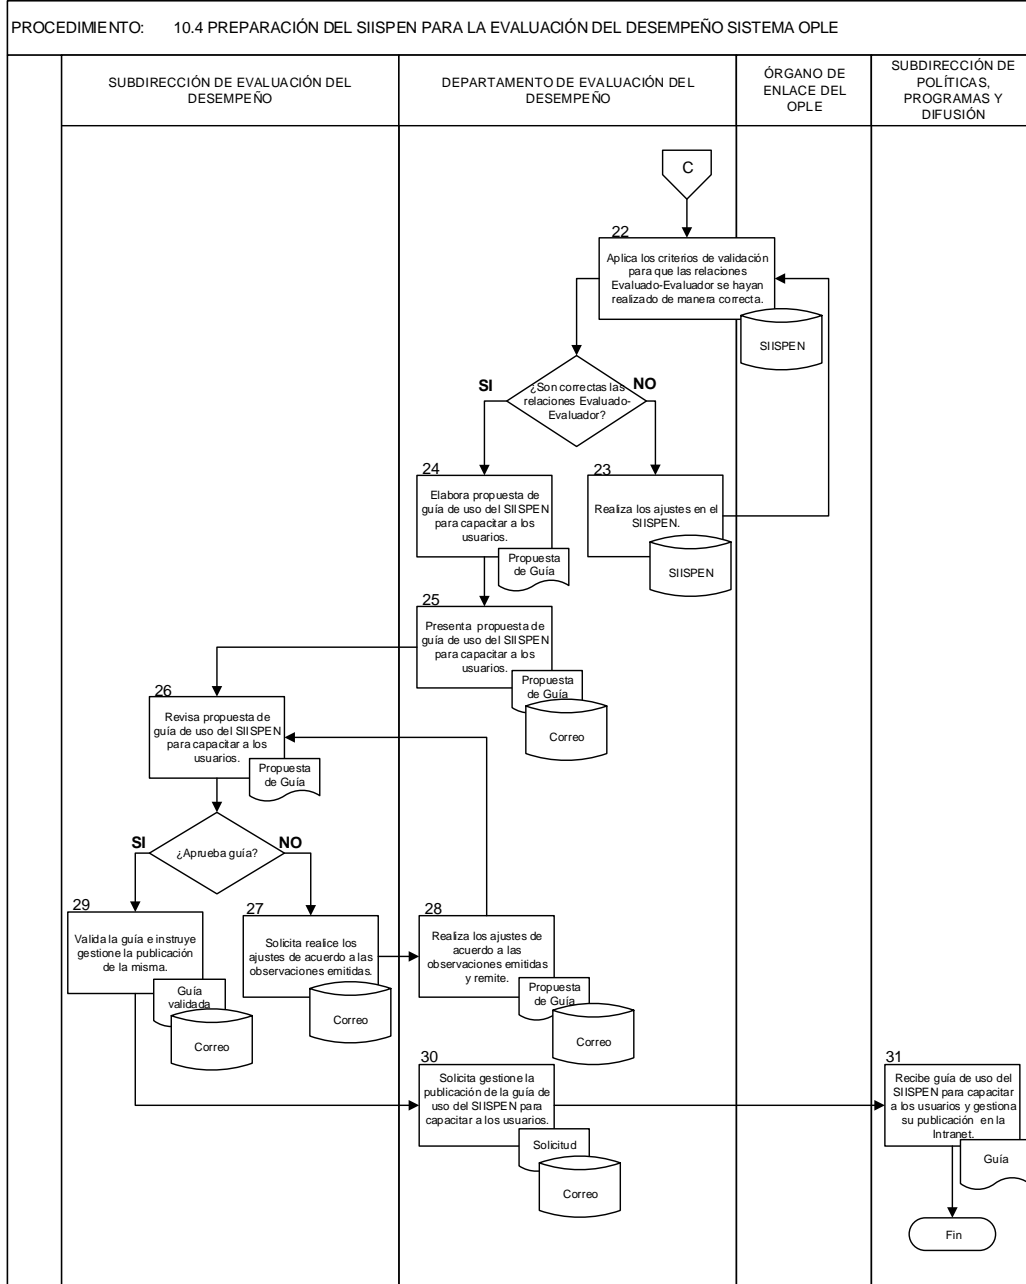 PROCEDIMIENTO: 10.4 PREPARACIÓN DEL SIISPEN PARA LA EVALUACIÓN DEL DESEMPEÑO SISTEMA OPLE
SUBDIRECCIÓN DE EVALUACIÓN DEL
DESEMPEÑO
DEPARTAMENTO DE EVALUACIÓN DEL
DESEMPEÑO
ÓRGANO DE
ENLACE DEL
OPLE
SUBDIRECCIÓN DE
POLÍTICAS,
PROGRAMAS Y
DIFUSIÓN
C
22
Aplica los criterios de validación
para que las relaciones
Evaluado-Evaluador se hayan
realizado de manera correcta.
SIISPEN
¿Son correctas las
relaciones Evaluado-
Evaluador?
SI
NO
24
Elabora propuesta de
guía de uso del SIISPEN
para capacitar a los
usuarios.
Propuesta
de Guía
23
Realiza los ajustes en el
SIISPEN.
SIISPEN
25
Presenta propuesta de
guía de uso del SIISPEN
para capacitar a los
usuarios.
Propuesta
de Guía
Correo
26
Revisa propuesta de
guía de uso del SIISPEN
para capacitar a los
usuarios.
Propuesta
de Guía
¿Aprueba guía?
SI
NO
29
Valida la guía e instruye
gestione la publicación
de la misma.
Guía
validada
Correo
27
Solicita realice los
ajustes de acuerdo a las
observaciones emitidas.
Correo
28
Realiza los ajustes de
acuerdo a las
observaciones emitidas
y remite.
Propuesta
de Guía
Correo
30
Solicita gestione la
publicación de la guía de
uso del SIISPEN para
capacitar a los usuarios.
Solicitud
Correo
31
Recibe guía de uso del
SIISPEN para capacitar
a los usuarios y gestiona
su publicación en la
Intranet.
Guía
Fin